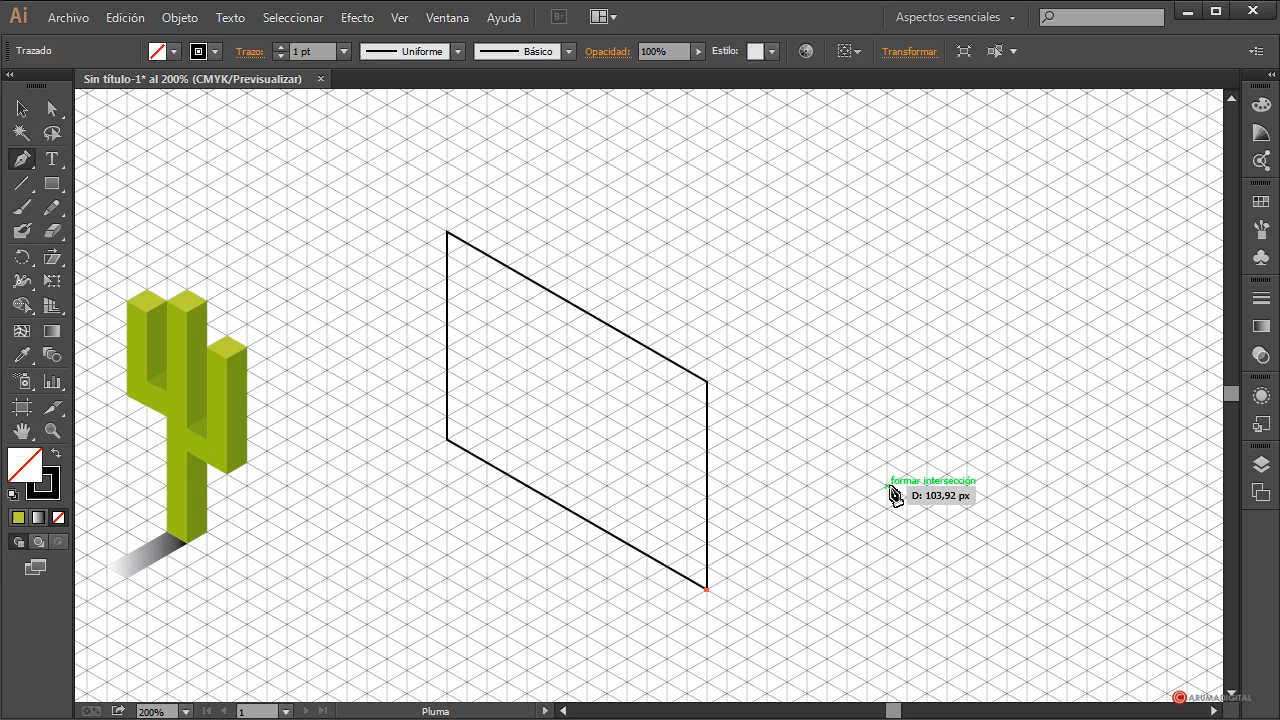 Ai Archivo Edición Objeto Texto Seleccionar Efecto Ver Ventana Ayuda Br Aspectos esenciales
Trazado Trazo: 1 pt Uniforme Básico Opacidad: 100% Estilo: Transformar
Sin título-1* al 200% (CMYK/Previsualizar) ×
T
formar intersección
D: 103,92 px
© ARUMADIGITAL
200% 1 Pluma